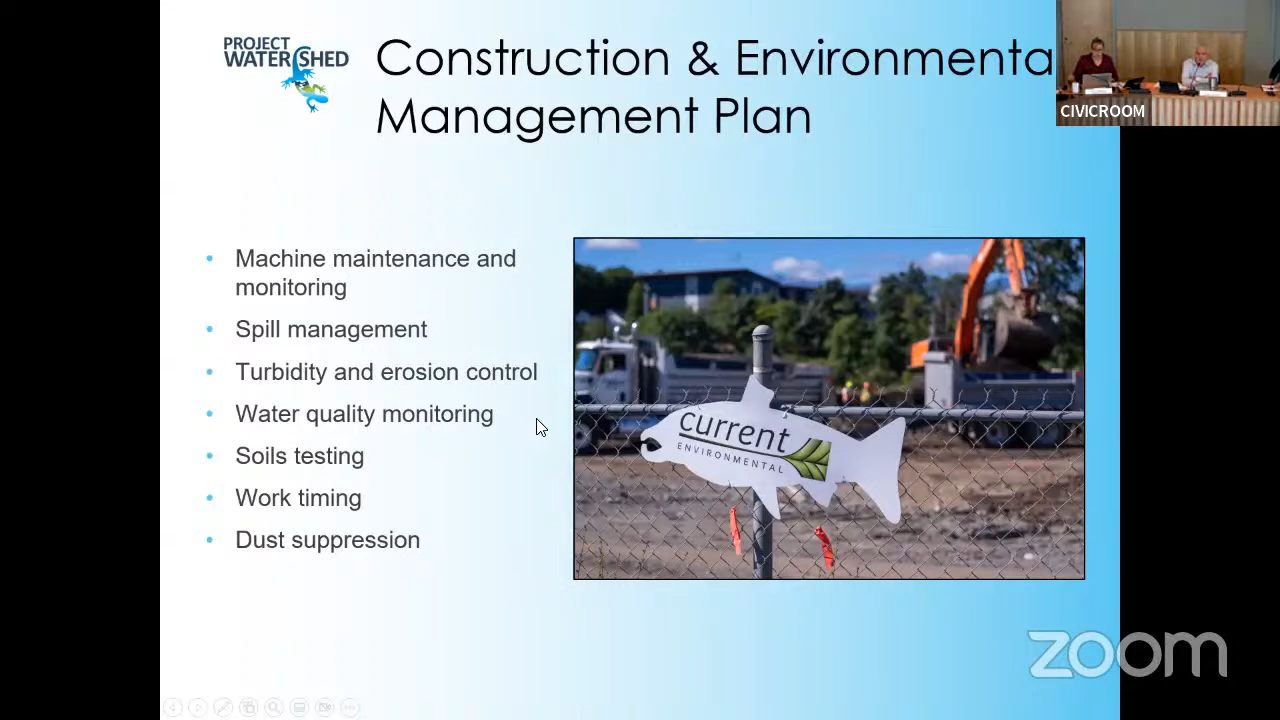 PROJECT
WATERSHED
Construction & Environmenta
Management Plan
CIVICROOM
• Machine maintenance and
monitoring
• Spill management
• Turbidity and erosion control
• Water quality monitoring
• Soils testing
• Work timing
• Dust suppression
current
ENVIRONMENTAL
zoom